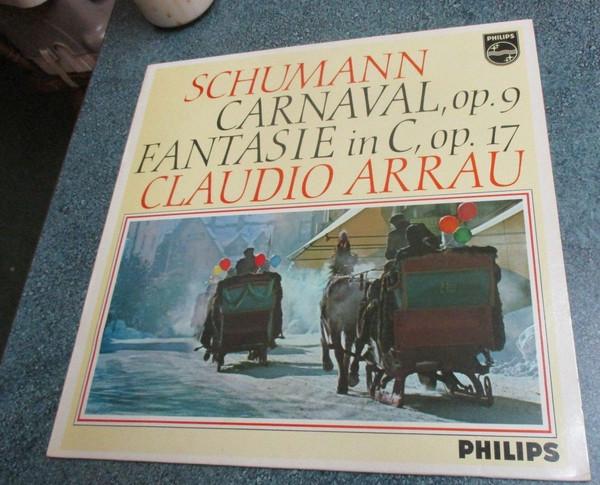 PHILIPS
SCHUMANN
CARNAVAL, op. 9
FANTASIE in C, op. 17
CLAUDIO ARRAU
PHILIPS